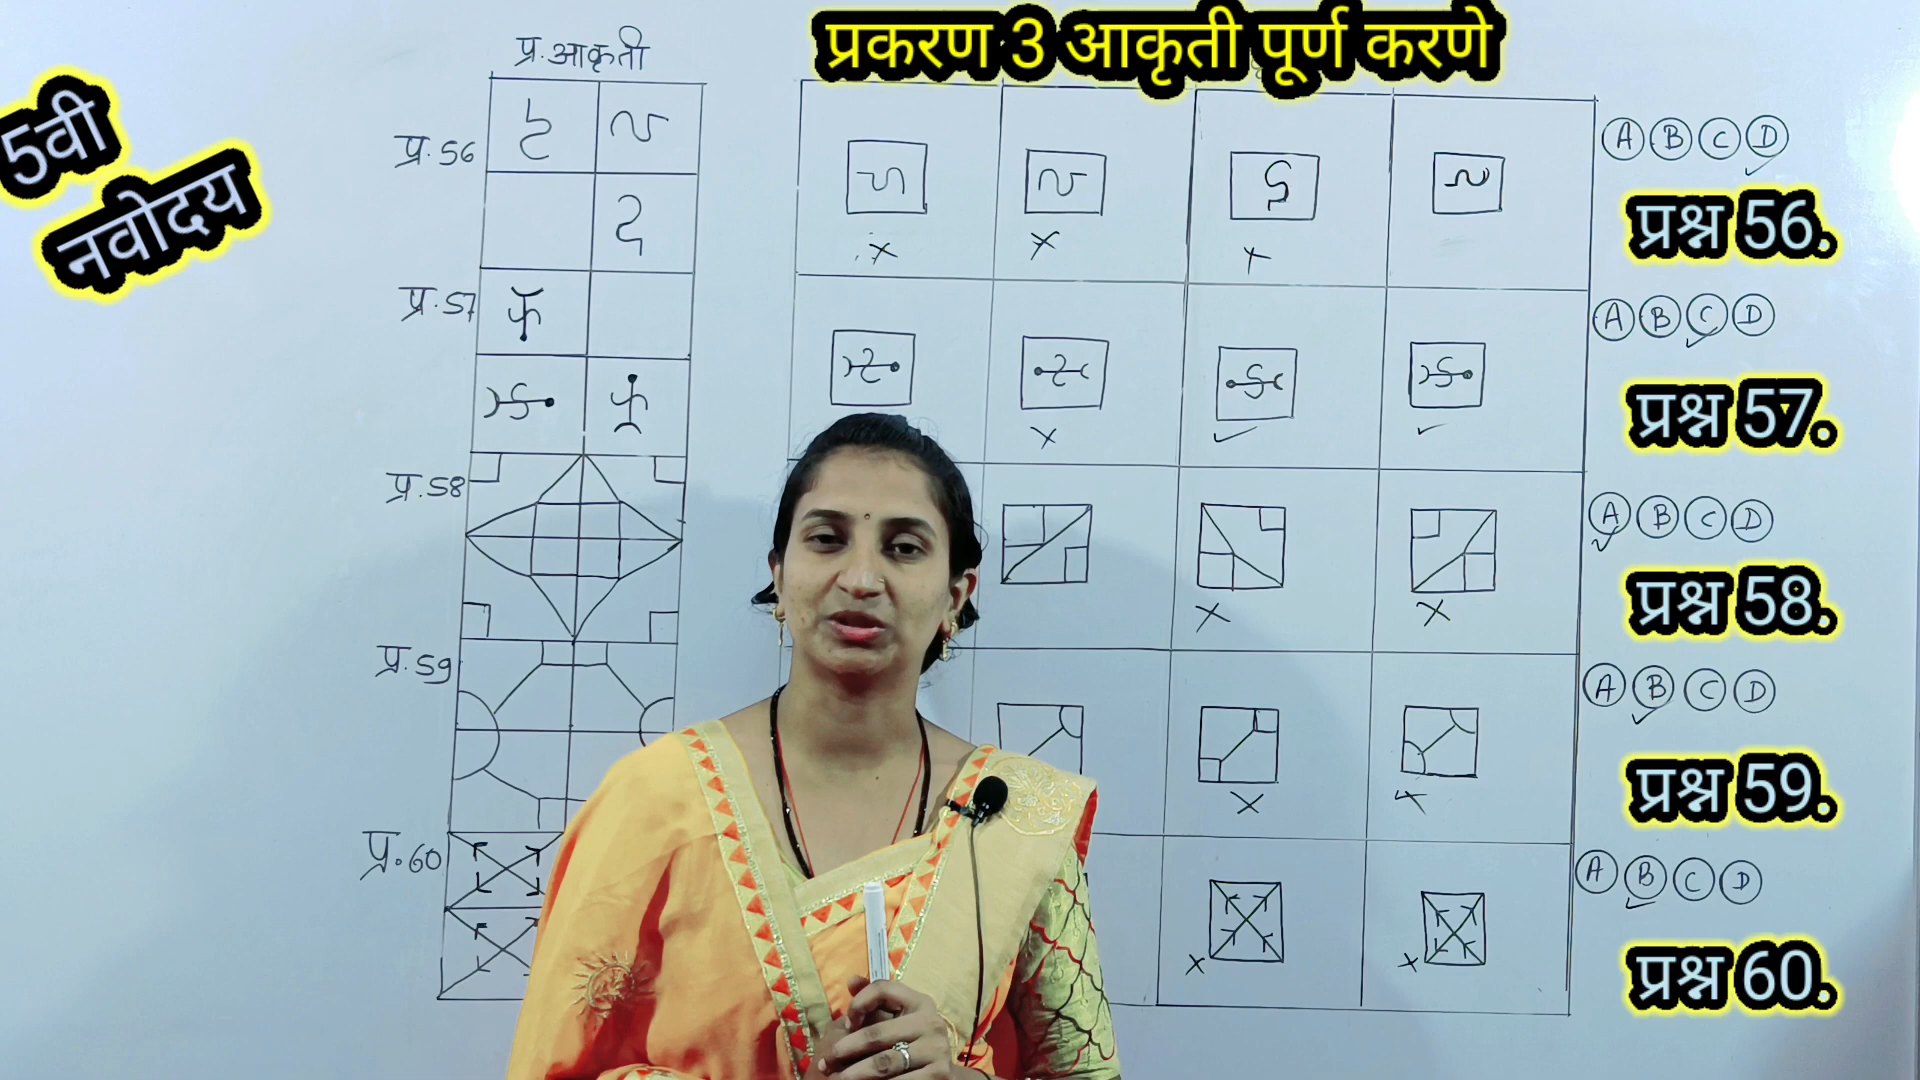 प्रकरण 3 आकृती पूर्ण करणे
5वी
नवोदय
प्र.आकृती
प्र.56
A B C D
प्रश्न 56.
प्र.57
A B C D
प्रश्न 57.
प्र.58
A B C D
प्रश्न 58.
प्र.59
A B C D
प्रश्न 59.
प्र.60
A B C D
प्रश्न 60.